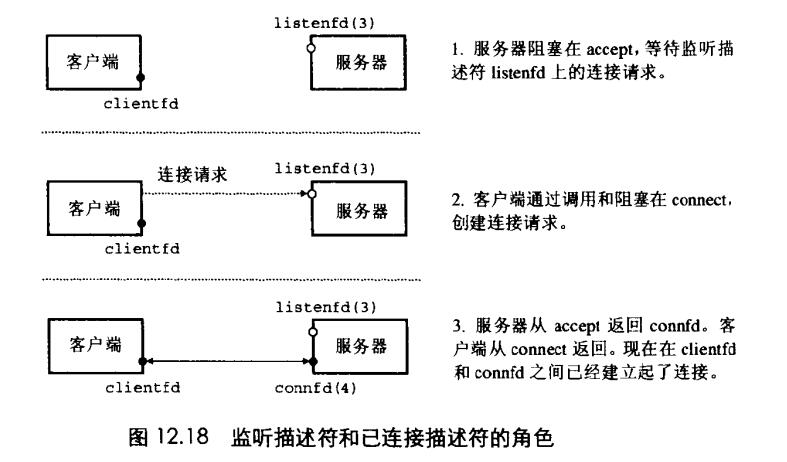 listenfd(3)
客户端
服务器
clientfd
1. 服务器阻塞在 accept，等待监听描
述符 listenfd 上的连接请求。
连接请求
listenfd(3)
客户端
服务器
clientfd
2. 客户端通过调用和阻塞在 connect，
创建连接请求。
listenfd(3)
客户端
服务器
clientfd
connfd(4)
3. 服务器从 accept 返回 connfd。客
户端从 connect 返回。现在在 clientfd
和 connfd 之间已经建立起了连接。
图 12.18 监听描述符和已连接描述符的角色